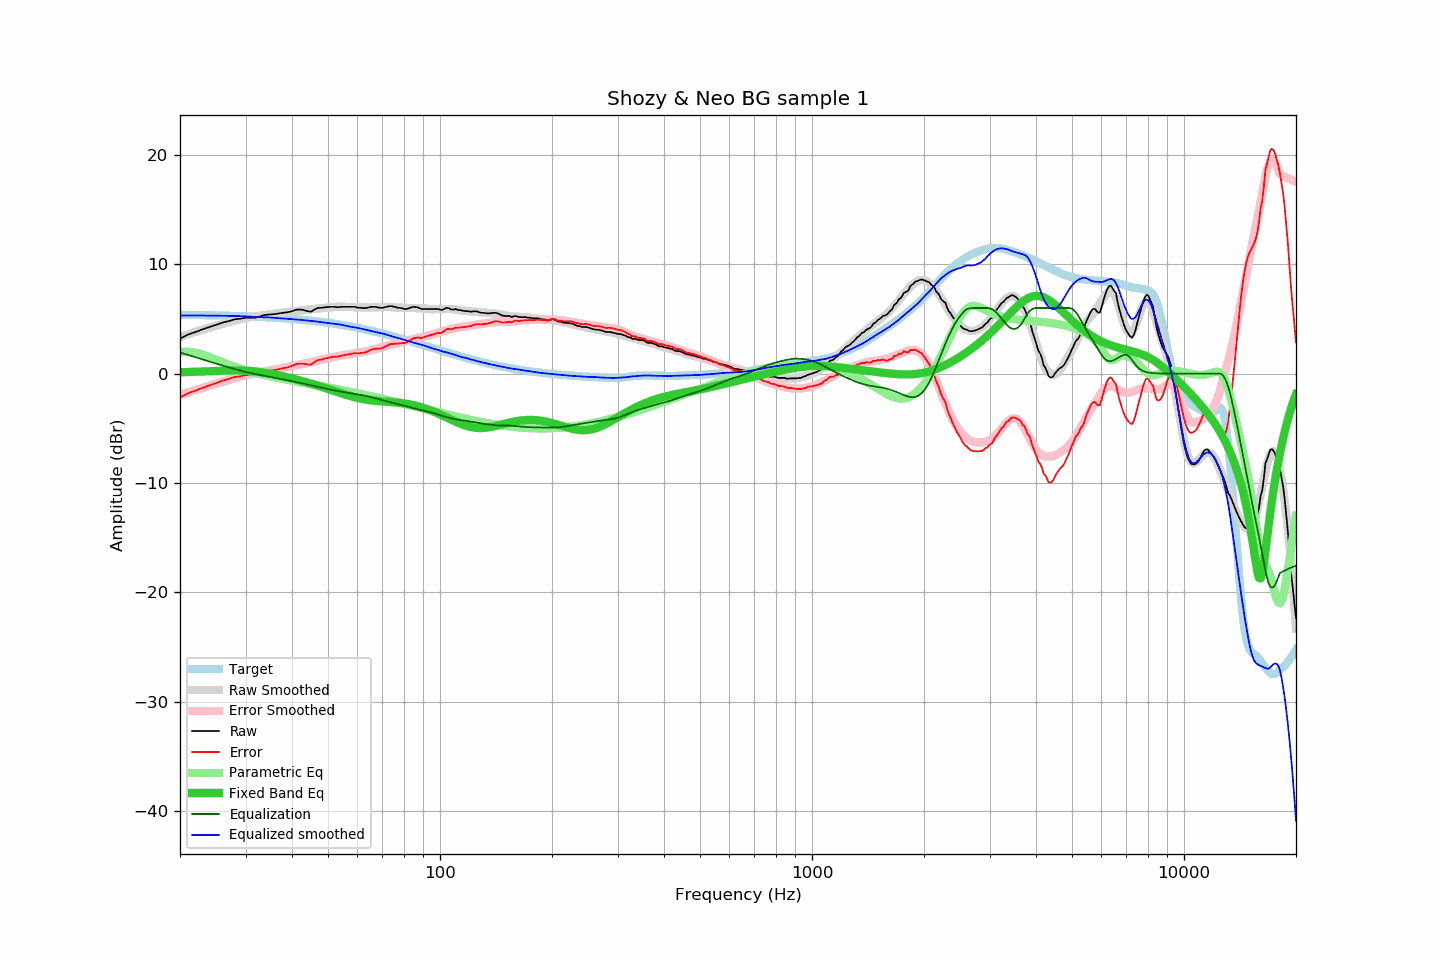 Shozy & Neo BG sample 1
20
10
0
−10
−20
−30
−40
Amplitude (dBr)
Target
Raw Smoothed
Error Smoothed
Raw
Error
Parametric Eq
Fixed Band Eq
Equalization
Equalized smoothed
100
1000
10000
Frequency (Hz)